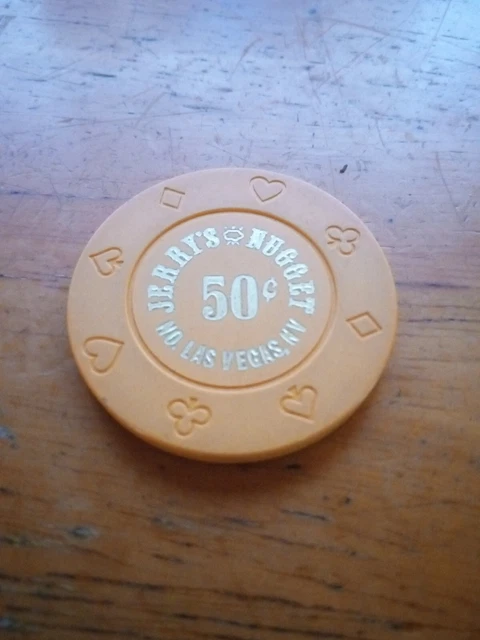 JERRY'S NUGGET
50¢
NO. LAS VEGAS, NV